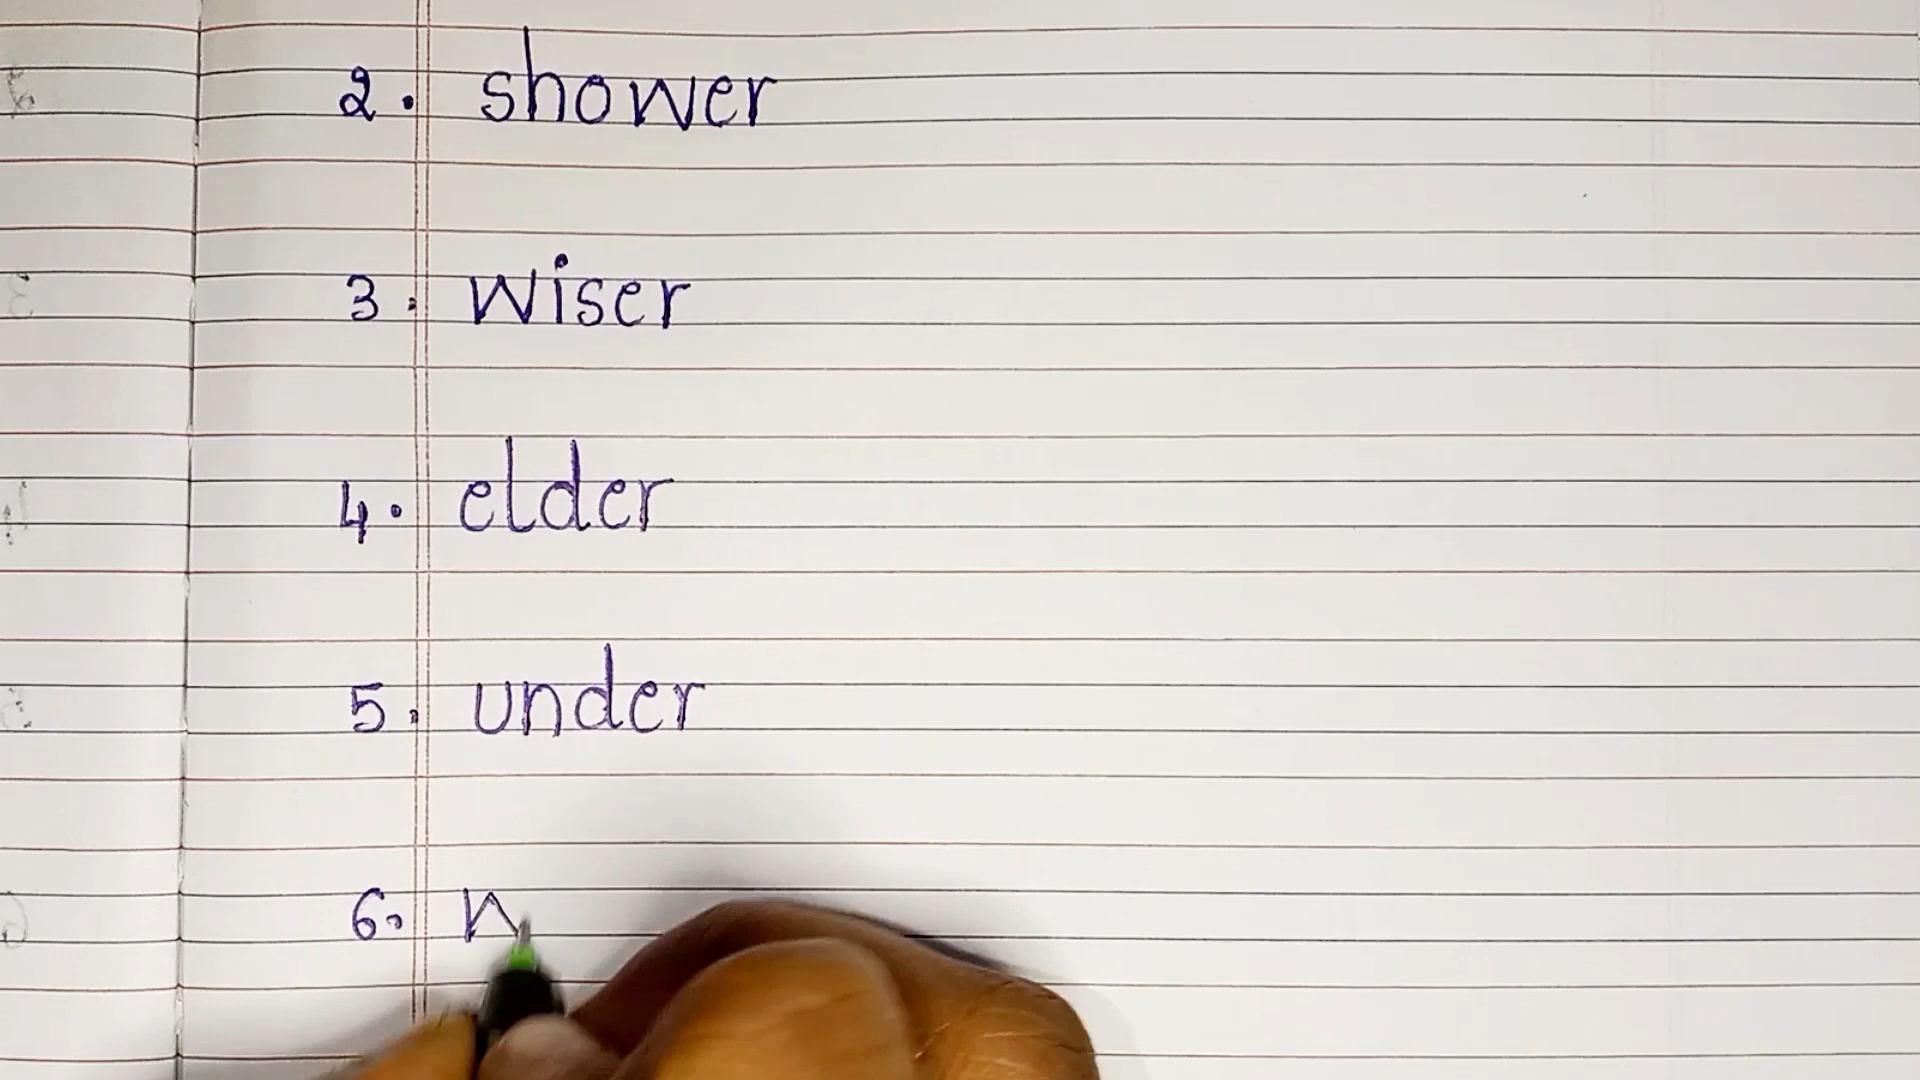 2. shower
3. wiser
4. elder
5. under
6.